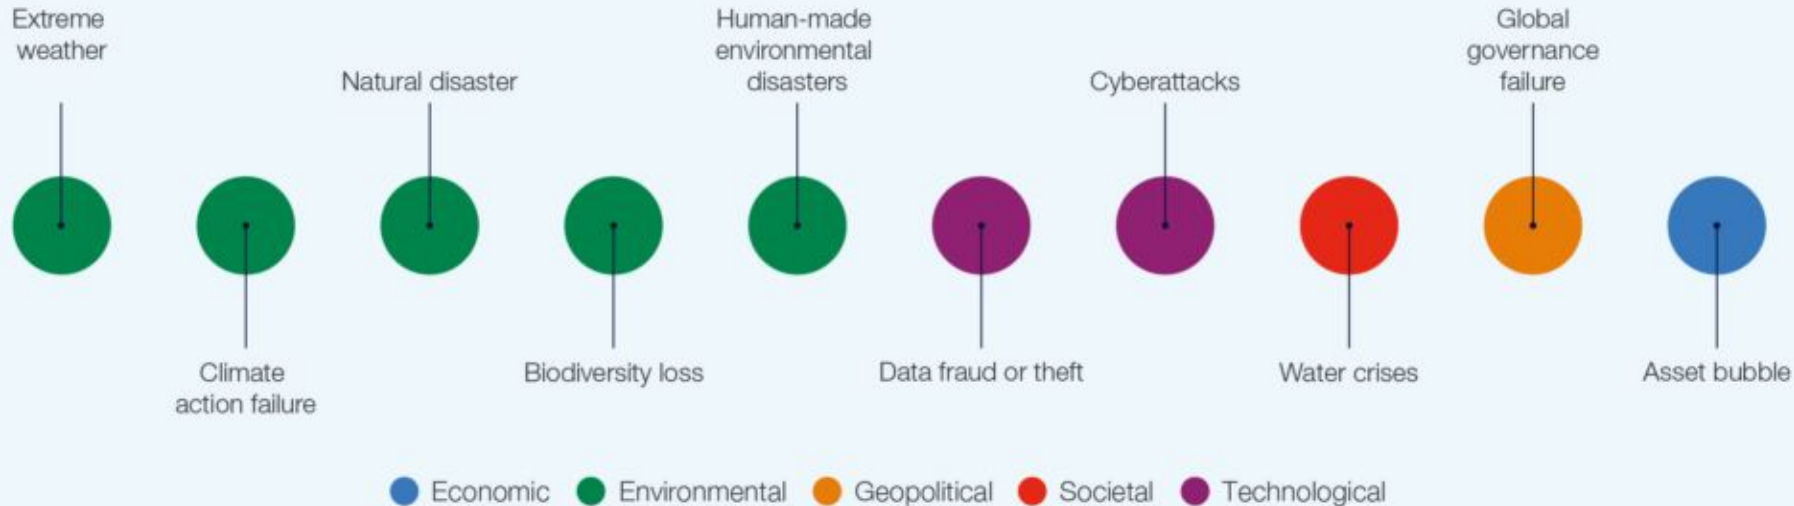 Extreme
weather
Climate
action failure
Natural disaster
Biodiversity loss
Human-made
environmental
disasters
Data fraud or theft
Cyberattacks
Water crises
Global
governance
failure
Asset bubble
Economic
Environmental
Geopolitical
Societal
Technological